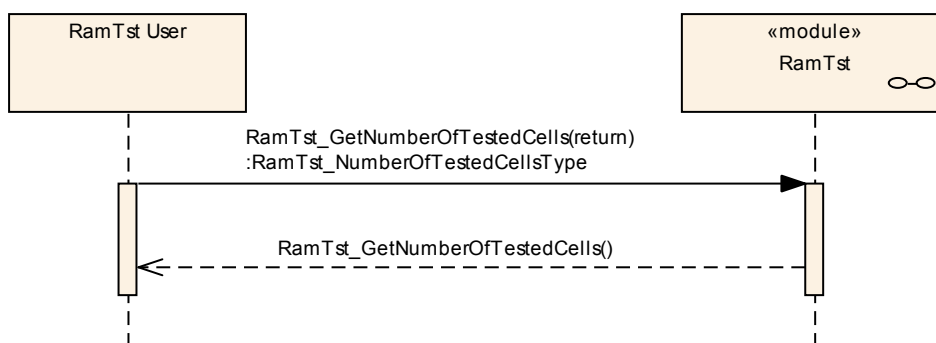 RamTst User
«module»
RamTst
RamTst_GetNumberOfTestedCells(return)
:RamTst_NumberOfTestedCellsType
RamTst_GetNumberOfTestedCells()